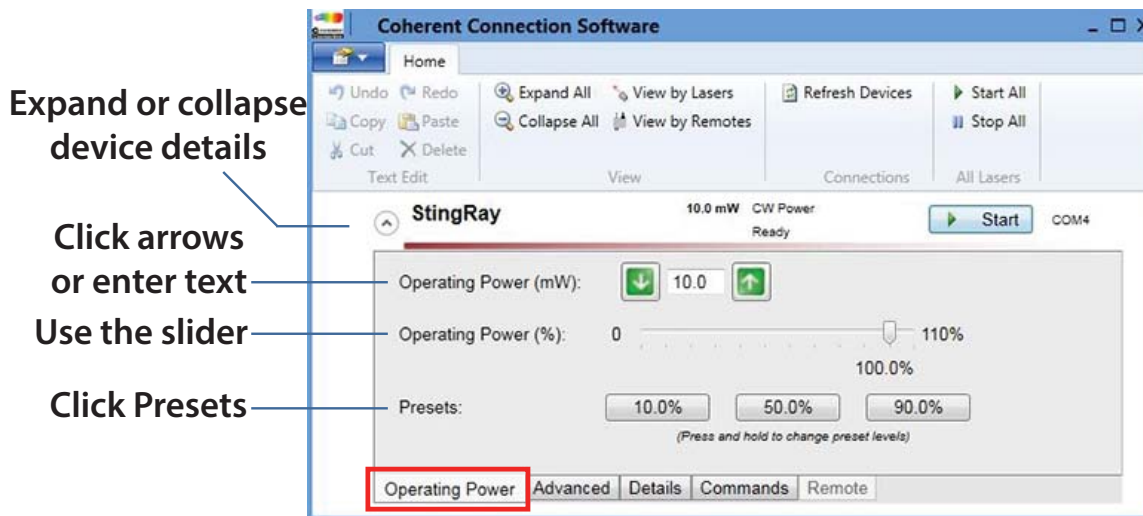 Coherent Connection Software
Home
Undo Redo Expand All View by Lasers Refresh Devices Start All
Copy Paste Collapse All View by Remotes Stop All
Cut Delete
Text Edit View Connections All Lasers
Expand or collapse
device details
StingRay 10.0 mW CW Power Start COM4
Ready
Click arrows
or enter text
Operating Power (mW): 10.0
Use the slider
Operating Power (%): 0 110%
100.0%
Click Presets
Presets: 10.0% 50.0% 90.0%
(Press and hold to change preset levels)
Operating Power Advanced Details Commands Remote